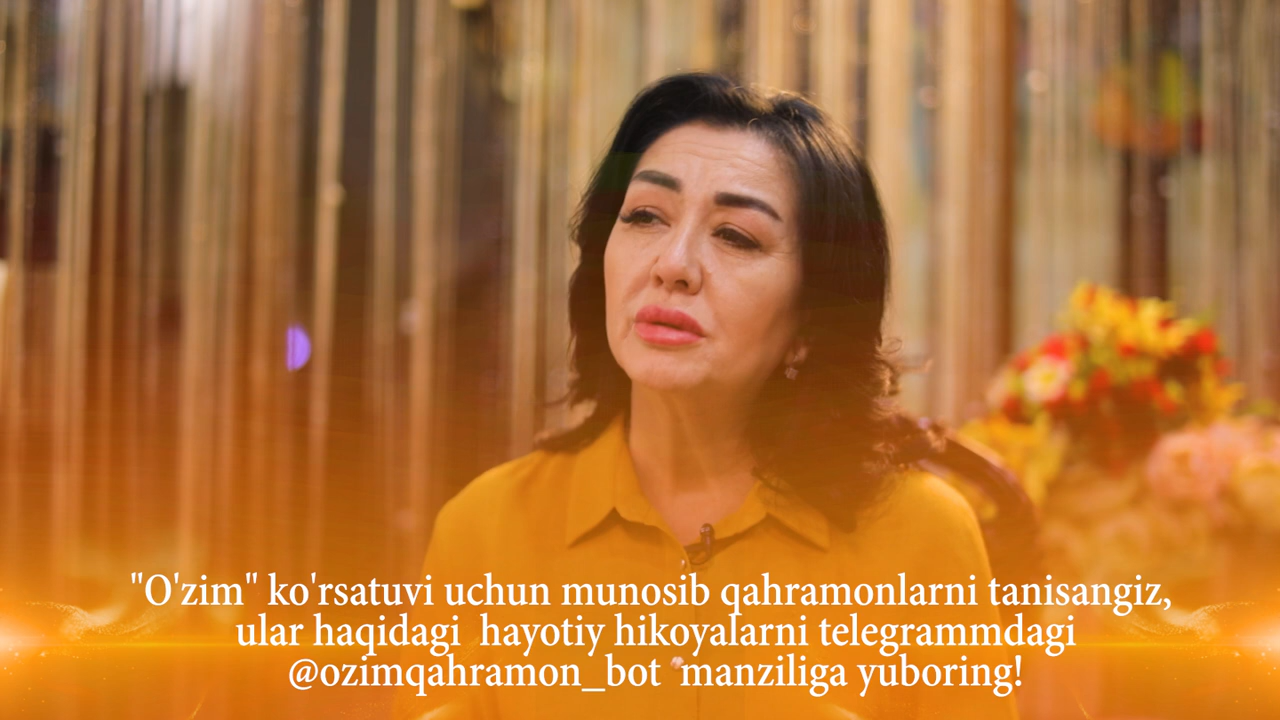 "O'zim" ko'rsatuvi uchun munosib qahramonlarni tanisangiz,
ular haqidagi hayotiy hikoyalarni telegrammdagi
@ozimqahramon_bot manziliga yuboring!